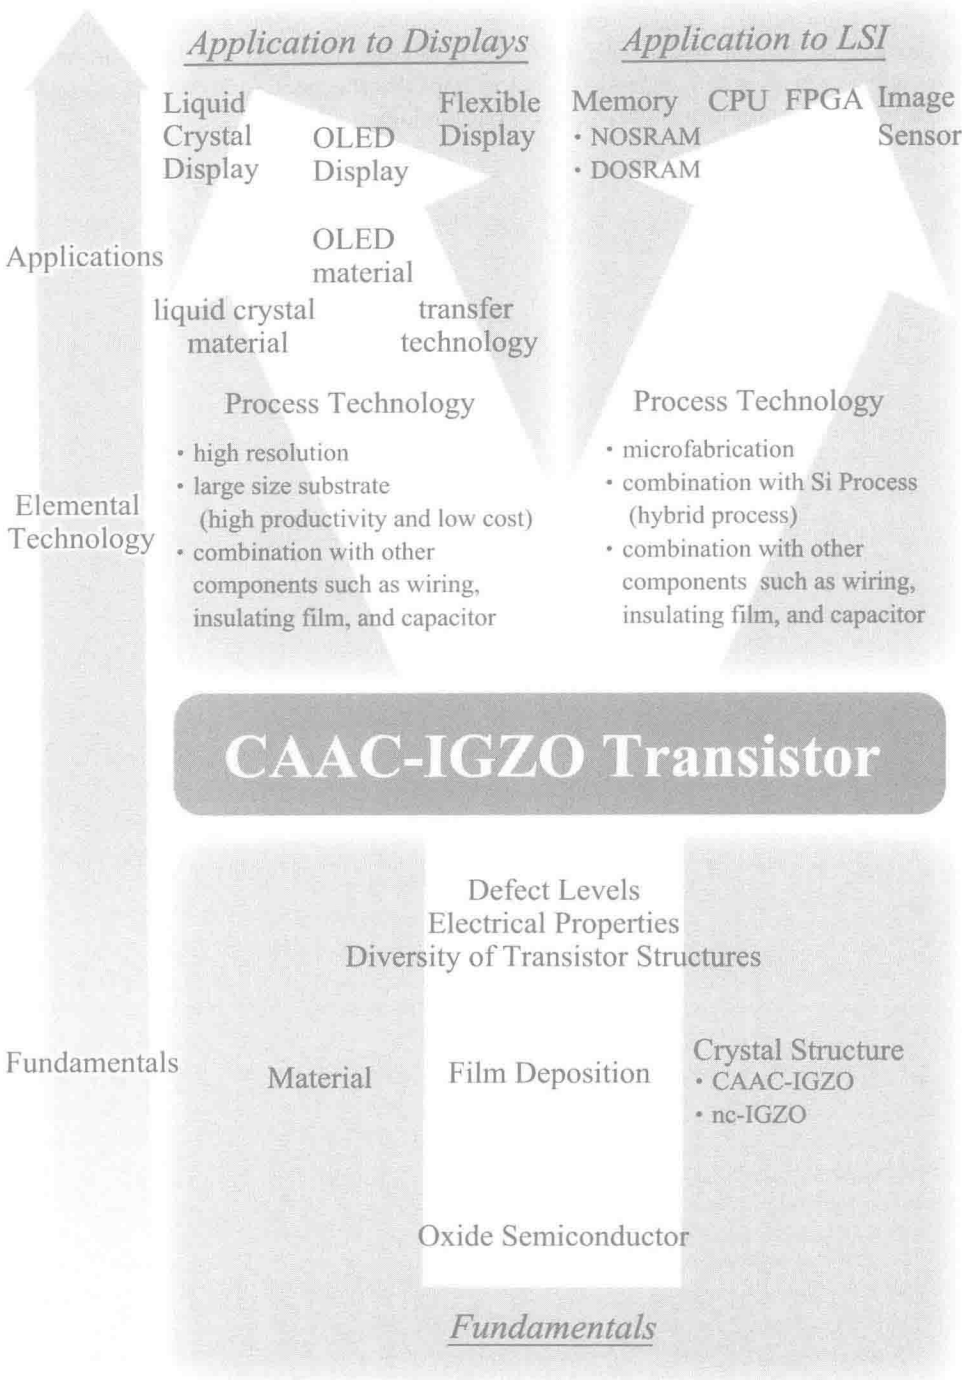 Application to Displays
Liquid
Crystal
Display
OLED
Display
Flexible
Display
OLED
material
liquid crystal
material
transfer
technology
Process Technology
・high resolution
・large size substrate
(high productivity and low cost)
・combination with other
components such as wiring,
insulating film, and capacitor
Application to LSI
Memory
・NOSRAM
・DOSRAM
CPU
FPGA
Image
Sensor
Process Technology
・microfabrication
・combination with Si Process
(hybrid process)
・combination with other
components such as wiring,
insulating film, and capacitor
Applications
Elemental
Technology
CAAC-IGZO Transistor
Defect Levels
Electrical Properties
Diversity of Transistor Structures
Fundamentals
Material
Film Deposition
Crystal Structure
・CAAC-IGZO
・nc-IGZO
Oxide Semiconductor
Fundamentals